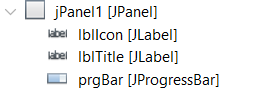 jPanel1 [JPanel]
label lblIcon [JLabel]
label lblTitle [JLabel]
prgBar [JProgressBar]